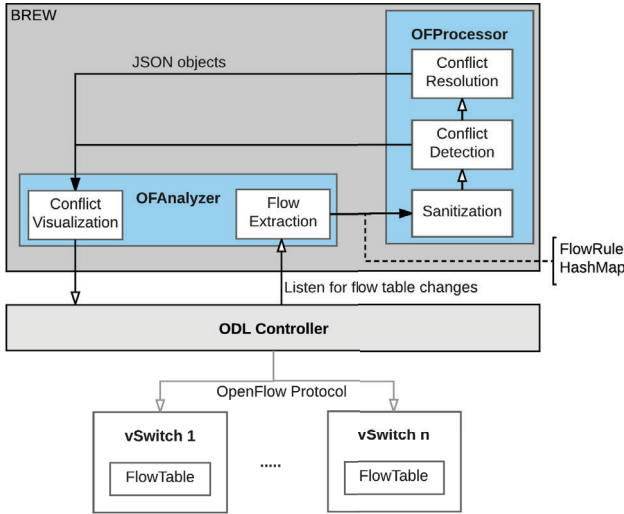 BREW
OFProcessor
JSON objects
Conflict
Resolution
Conflict
Detection
OFAnalyzer
Conflict
Visualization
Flow
Extraction
Sanitization
FlowRule
HashMap
Listen for flow table changes
ODL Controller
OpenFlow Protocol
vSwitch 1
FlowTable
.....
vSwitch n
FlowTable